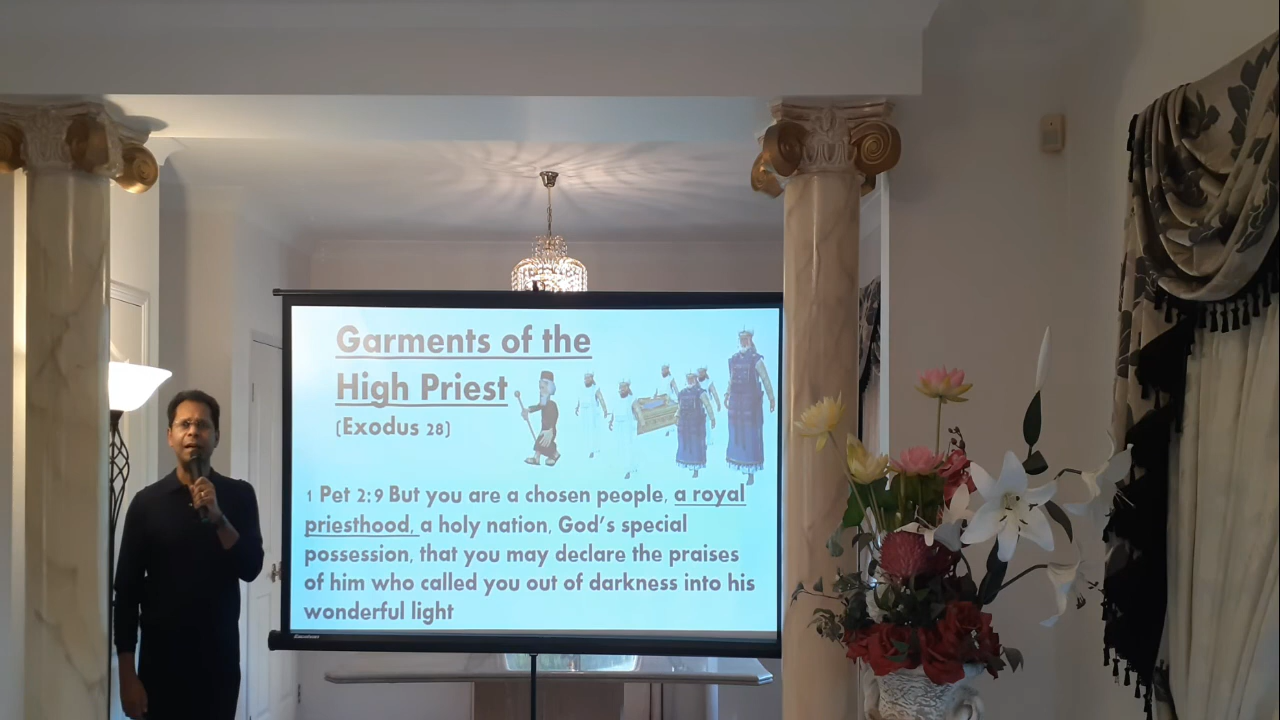 Garments of the
High Priest
(Exodus 28)
1 Pet 2:9 But you are a chosen people, a royal
priesthood, a holy nation, God's special
possession, that you may declare the praises
of him who called you out of darkness into his
wonderful light